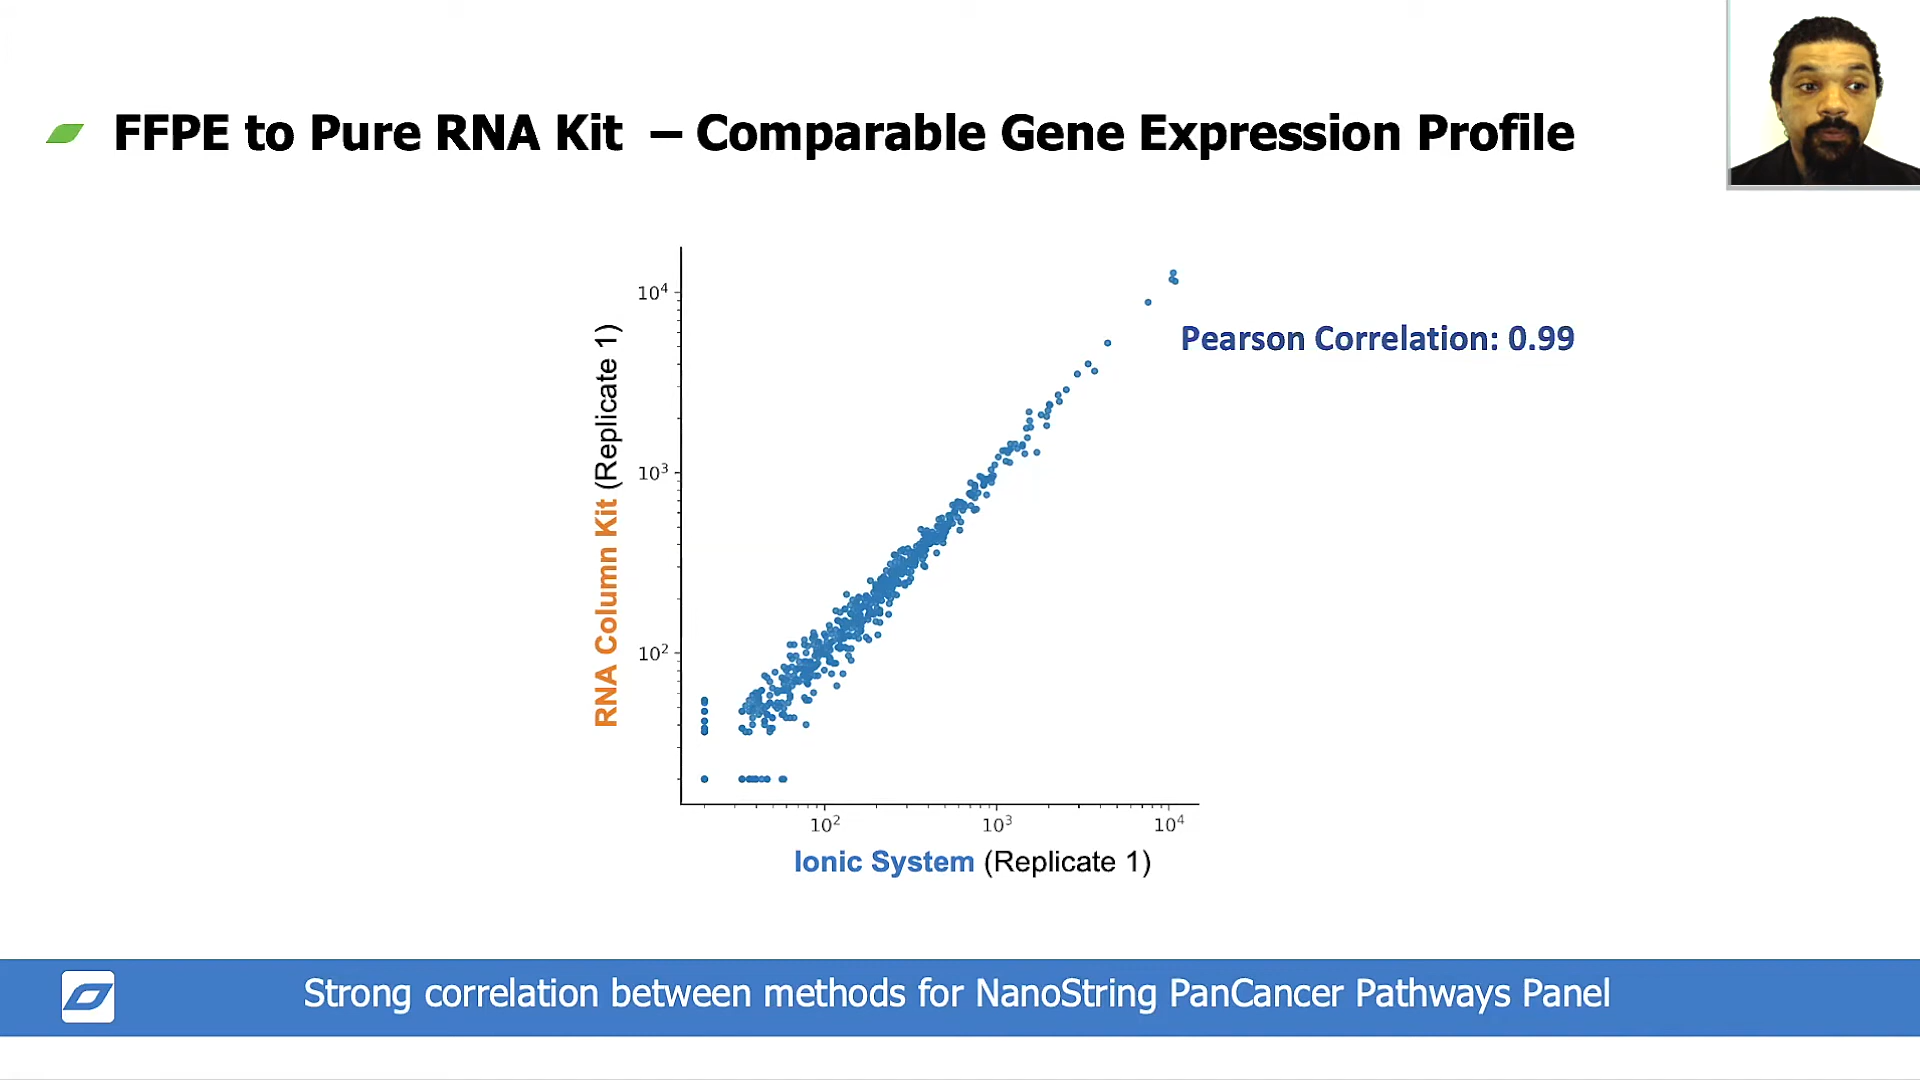 FFPE to Pure RNA Kit – Comparable Gene Expression Profile
Pearson Correlation: 0.99
RNA Column Kit (Replicate 1)
10⁴
10³
10²
10² 10³ 10⁴
Ionic System (Replicate 1)
Strong correlation between methods for NanoString PanCancer Pathways Panel